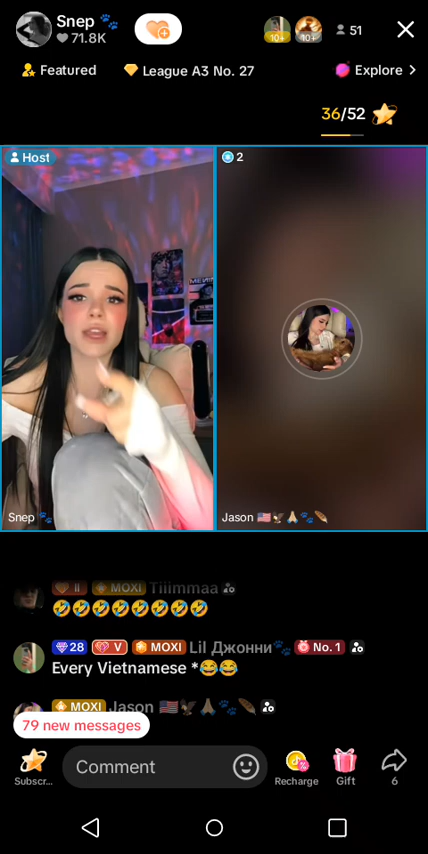 Snep 🐾
71.8K
10+
10+
51
Featured
League A3 No. 27
Explore
36/52
Host
2
Snep 🐾
Jason 🇺🇸🦅🙏🏼🐾🪶
II MOXI Tiiimmaa
🤣🤣🤣🤣🤣🤣🤣🤣
28 V MOXI Lil Джонни🐾 No. 1
Every Vietnamese *😂😂
MOXI Jason 🇺🇸🦅🙏🏼🐾🪶
79 new messages
Comment
Subscr...
Recharge
Gift
6